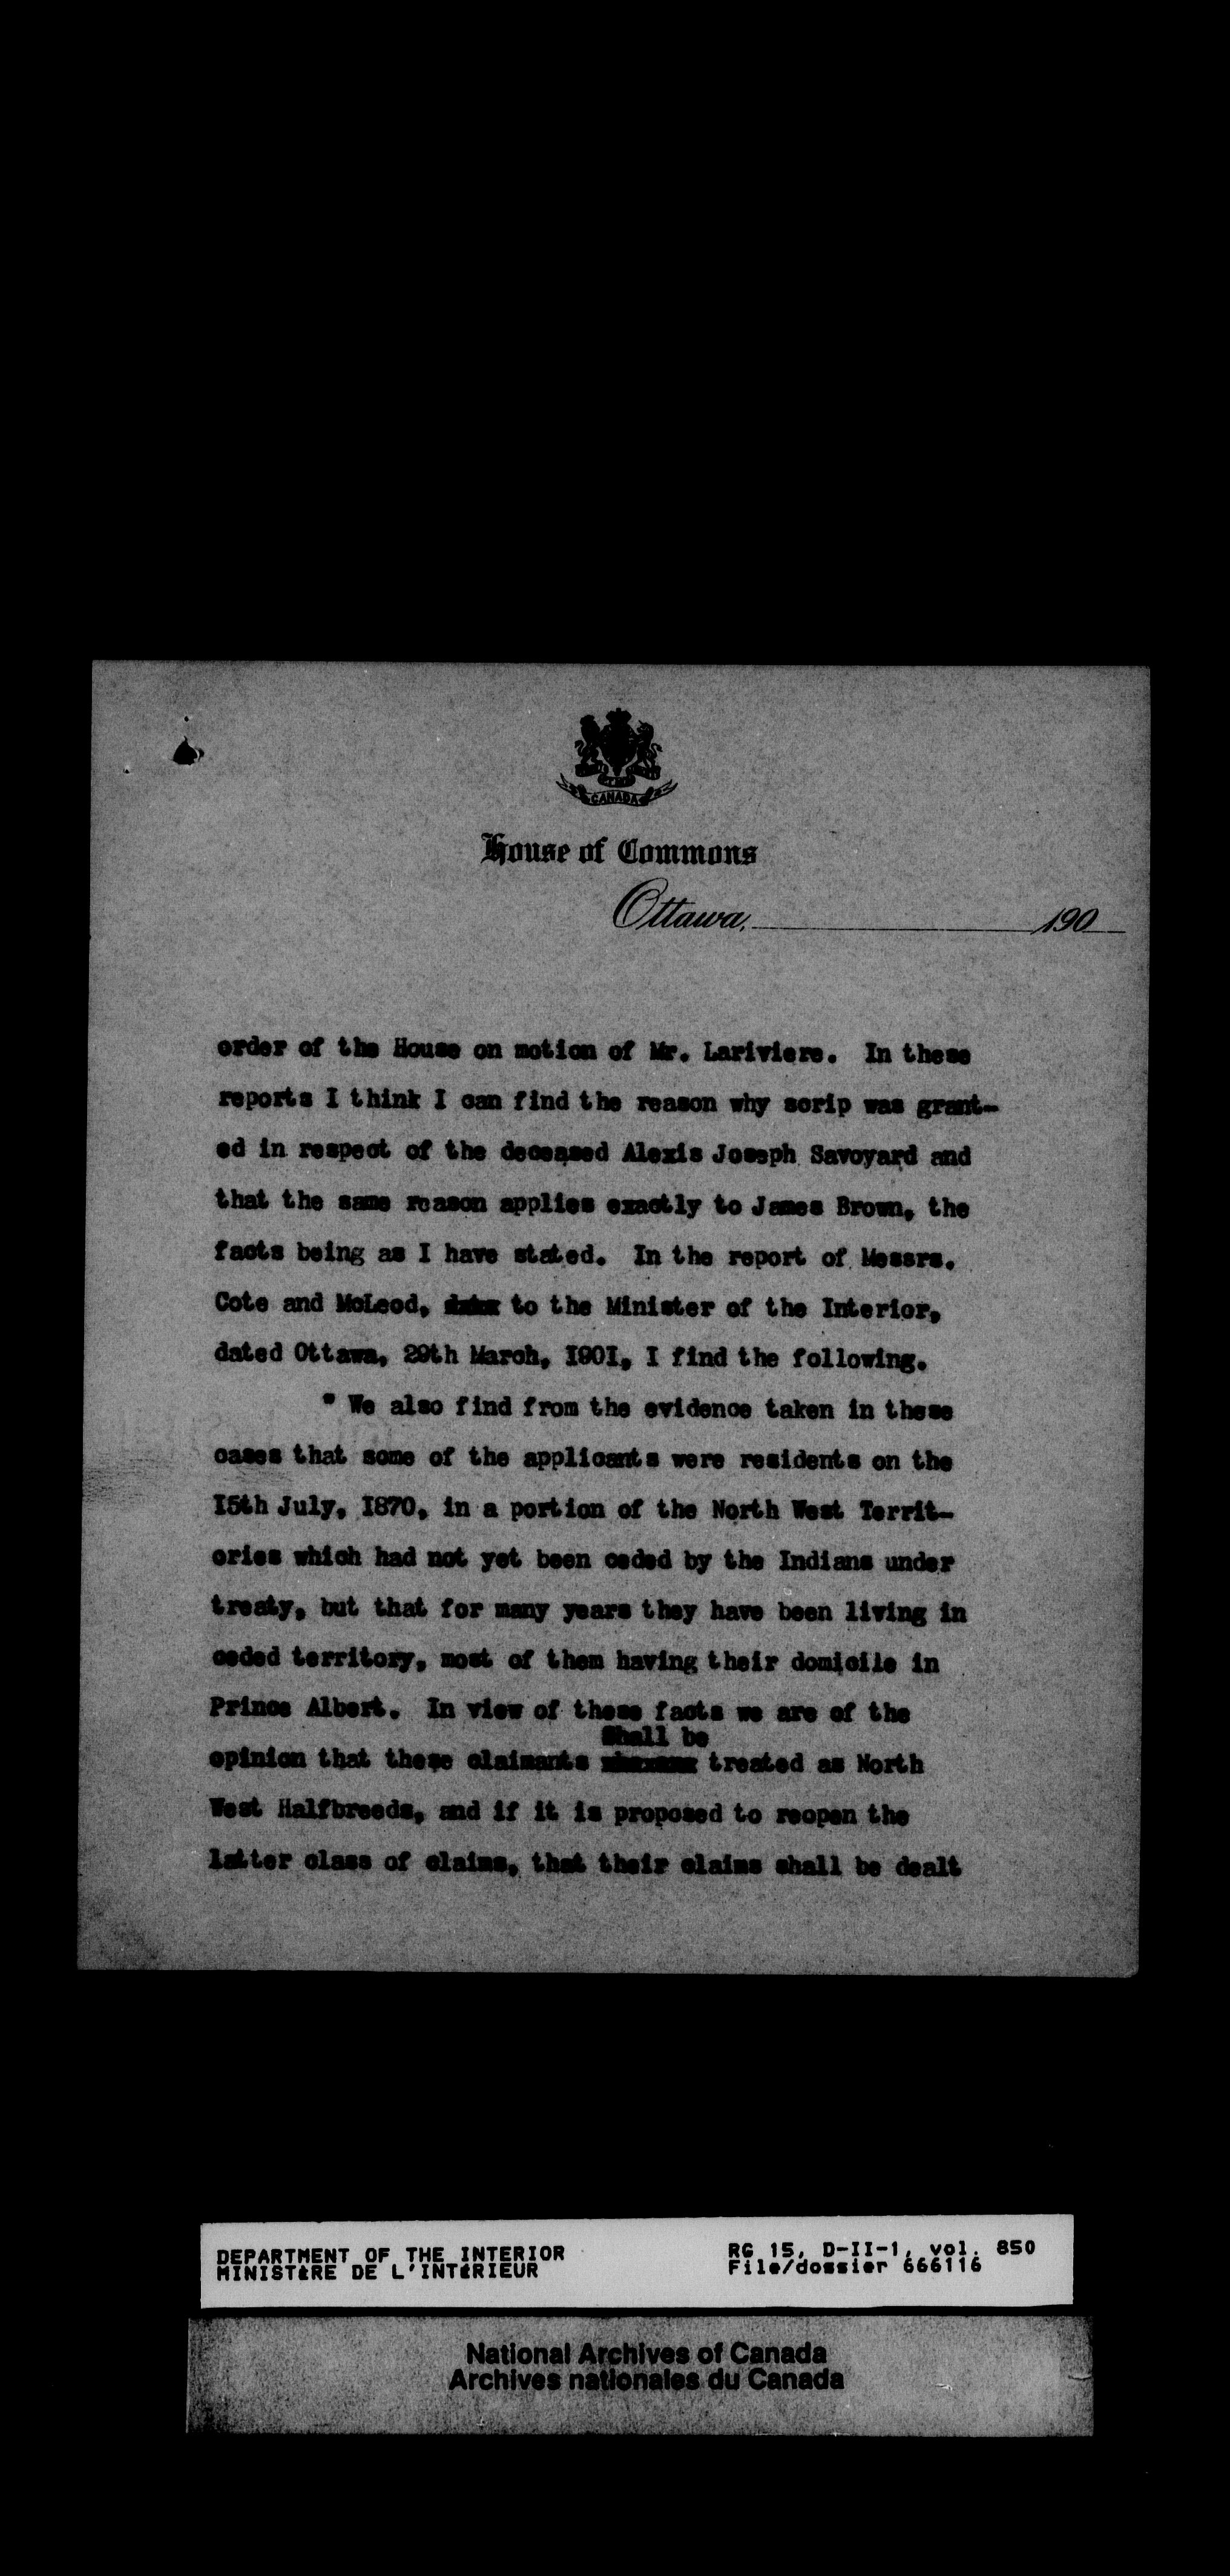 CANADA
House of Commons
Ottawa, 190
order of the House on motion of Mr. Lariviere. In these
reports I think I can find the reason why scrip was grant-
ed in respect of the deceased Alexis Joseph Savoyard and
that the same reason applies exactly to James Brown, the
facts being as I have stated. In the report of Messrs.
Cote and McLeod, to the Minister of the Interior,
dated Ottawa, 29th March, I90I, I find the following.
" We also find from the evidence taken in these
cases that some of the applicants were residents on the
I5th July, I870, in a portion of the North West Territ-
ories which had not yet been ceded by the Indians under
treaty, but that for many years they have been living in
ceded territory, most of them having their domicile in
Prince Albert. In view of these facts we are of the
Shall be
opinion that these claimants treated as North
West Halfbreeds, and if it is proposed to reopen the
latter class of claims, that their claims shall be dealt
DEPARTMENT OF THE INTERIOR RG 15, D-II-1, vol. 850
MINISTÈRE DE L'INTÉRIEUR File/dossier 666116
National Archives of Canada
Archives nationales du Canada